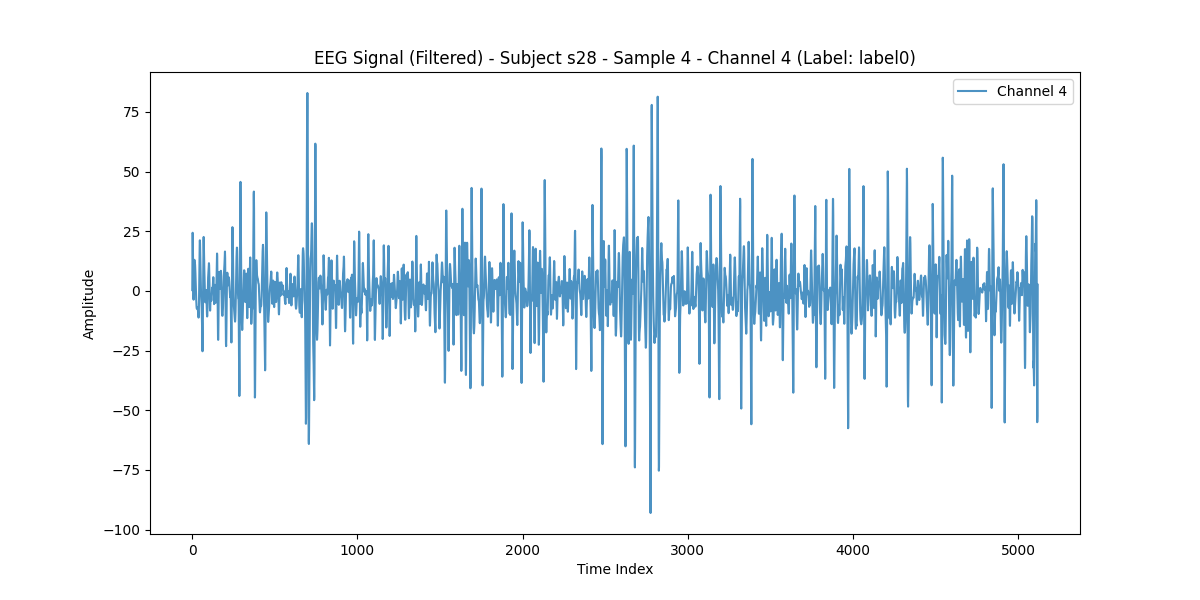 EEG Signal (Filtered) - Subject s28 - Sample 4 - Channel 4 (Label: label0)
Channel 4
75
50
25
0
−25
−50
−75
−100
Amplitude
0 1000 2000 3000 4000 5000
Time Index